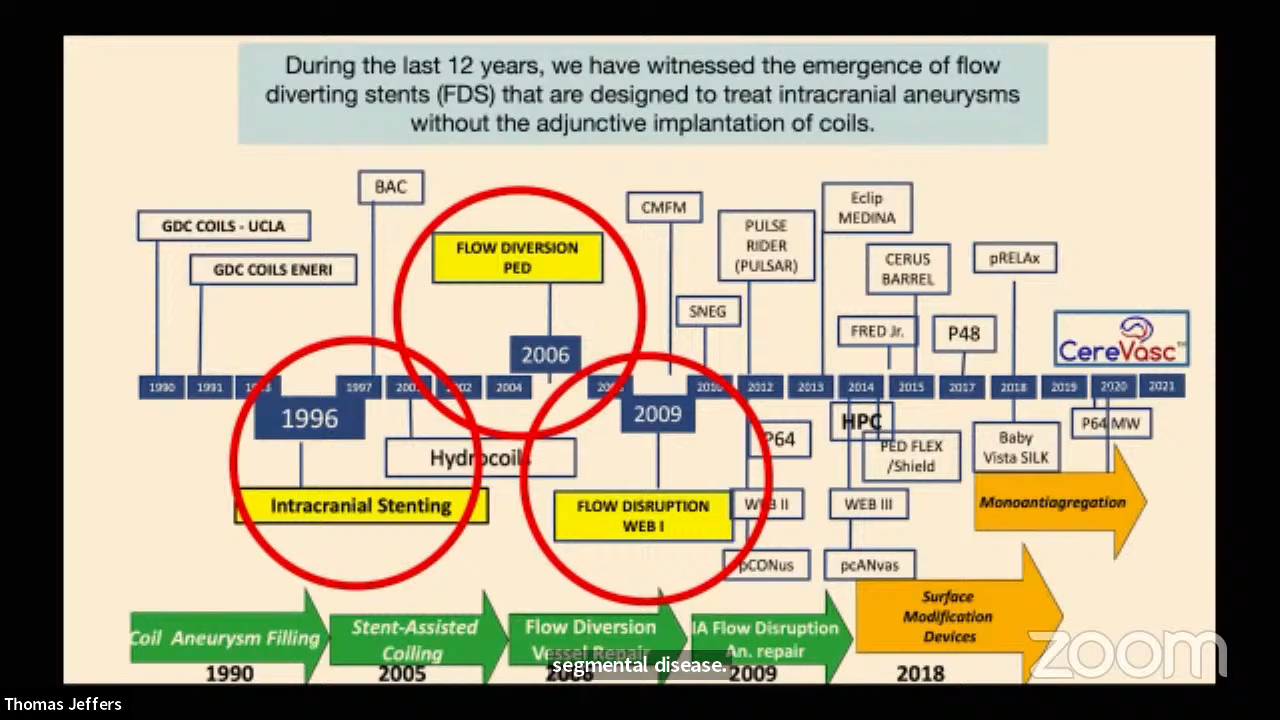 During the last 12 years, we have witnessed the emergence of flow
diverting stents (FDS) that are designed to treat intracranial aneurysms
without the adjunctive implantation of coils.
BAC
GDC COILS - UCLA
GDC COILS ENERI
FLOW DIVERSION
PED
CMFM
PULSE
RIDER
(PULSAR)
Eclip
MEDINA
CERUS
BARREL
pRELAx
SNEG
FRED Jr.
P48
CereVasc™
2006
1990
1991
1997
2002
2004
2010
2012
2013
2014
2015
2017
2018
2019
2020
2021
1996
2009
Hydrocoils
P64
HPC
PED FLEX
/Shield
Baby
Vista SILK
P64 MW
Intracranial Stenting
FLOW DISRUPTION
WEB I
WEB II
WEB III
Monoantiagregation
pCONus
pcANvas
Surface
Modification
Devices
Coil Aneurysm Filling
Stent-Assisted
Coiling
Flow Diversion
Vessel Repair
IA Flow Disruption
An. repair
segmental disease.
1990
2005
2009
2018
zoom
Thomas Jeffers